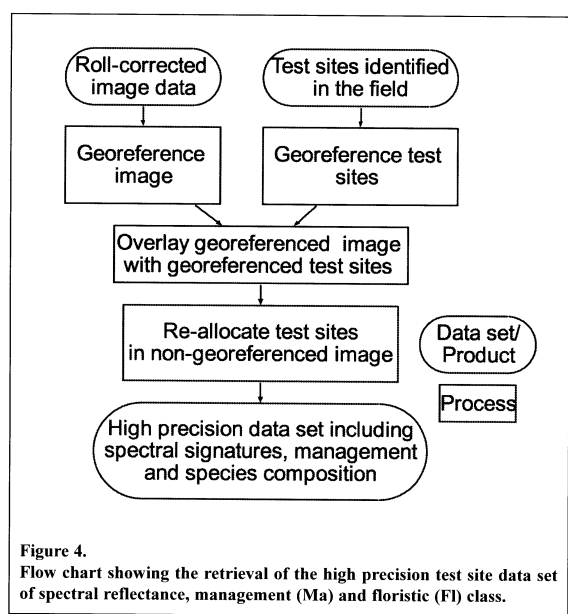 Roll-corrected
image data
Test sites identified
in the field
Georeference
image
Georeference test
sites
Overlay georeferenced image
with georeferenced test sites
Re-allocate test sites
in non-georeferenced image
Data set/
Product
Process
High precision data set including
spectral signatures, management
and species composition
Figure 4.
Flow chart showing the retrieval of the high precision test site data set
of spectral reflectance, management (Ma) and floristic (Fl) class.